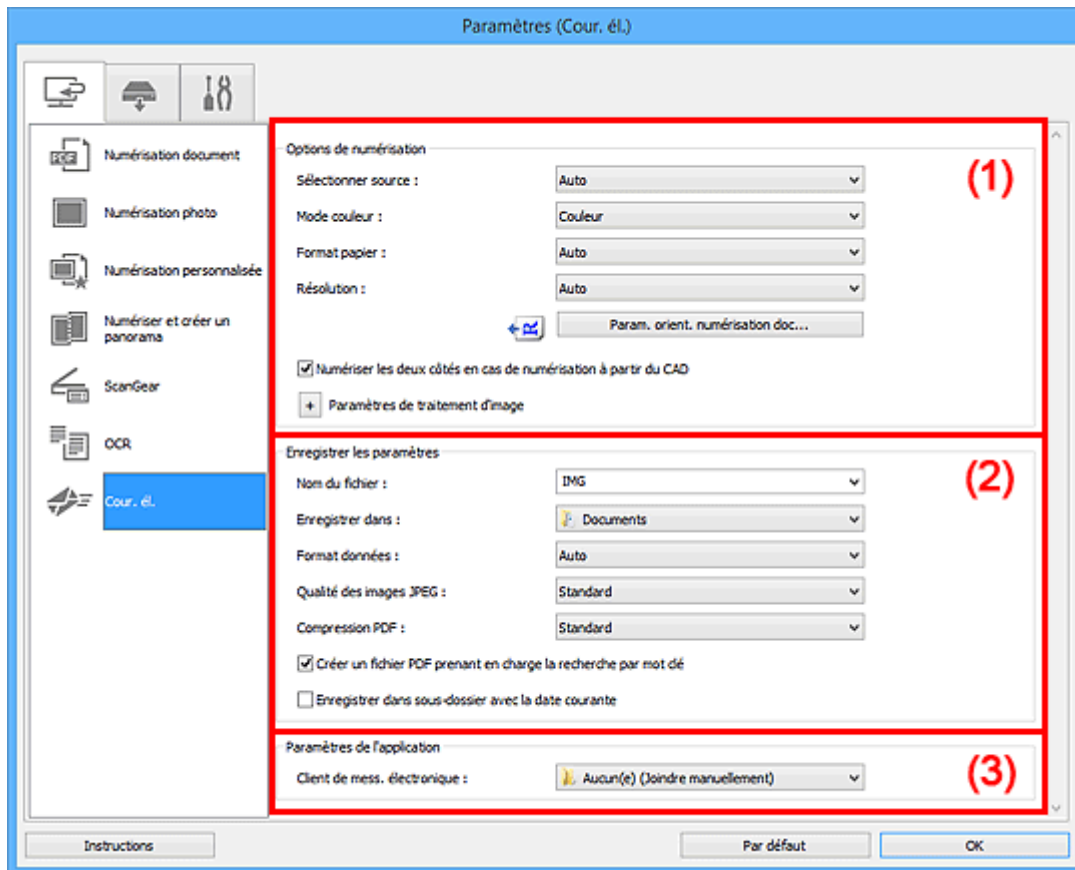 Paramètres (Cour. él.)
PDF
Numérisation document
Numérisation photo
Numérisation personnalisée
Numériser et créer un
panorama
ScanGear
OCR
Cour. él.
Options de numérisation
(1)
Sélectionner source :
Auto
Mode couleur :
Couleur
Format papier :
Auto
Résolution :
Auto
R
Param. orient. numérisation doc...
Numériser les deux côtés en cas de numérisation à partir du CAD
+ Paramètres de traitement d'image
Enregistrer les paramètres
(2)
Nom du fichier :
IMG
Enregistrer dans :
Documents
Format données :
Auto
Qualité des images JPEG :
Standard
Compression PDF :
Standard
Créer un fichier PDF prenant en charge la recherche par mot clé
Enregistrer dans sous-dossier avec la date courante
Paramètres de l'application
(3)
Client de mess. électronique :
Aucun(e) (Joindre manuellement)
Instructions
Par défaut
OK